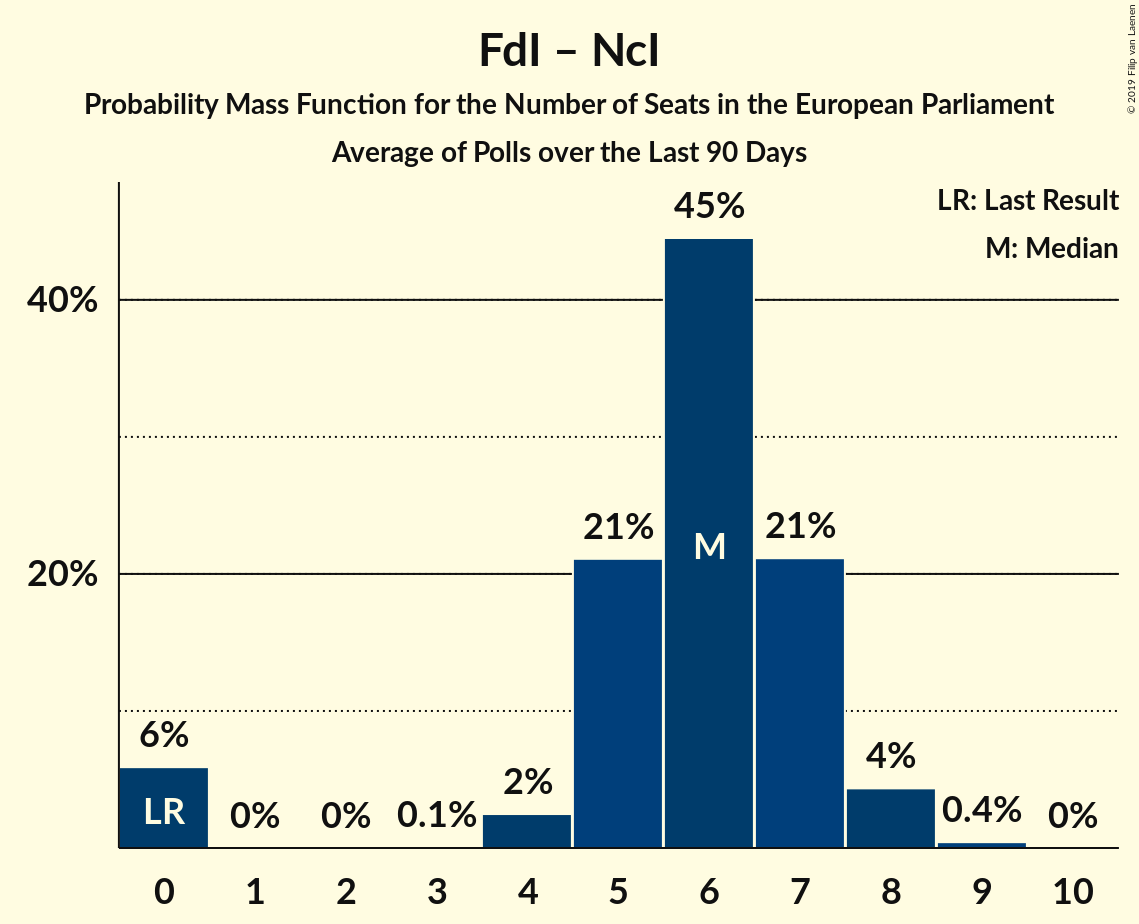 FdI – NcI
Probability Mass Function for the Number of Seats in the European Parliament
Average of Polls over the Last 90 Days
© 2019 Filip van Laenen
LR: Last Result
M: Median
40%
20%
6%
0%
0%
0.1%
2%
21%
45%
21%
4%
0.4%
0%
LR
M
0 1 2 3 4 5 6 7 8 9 10